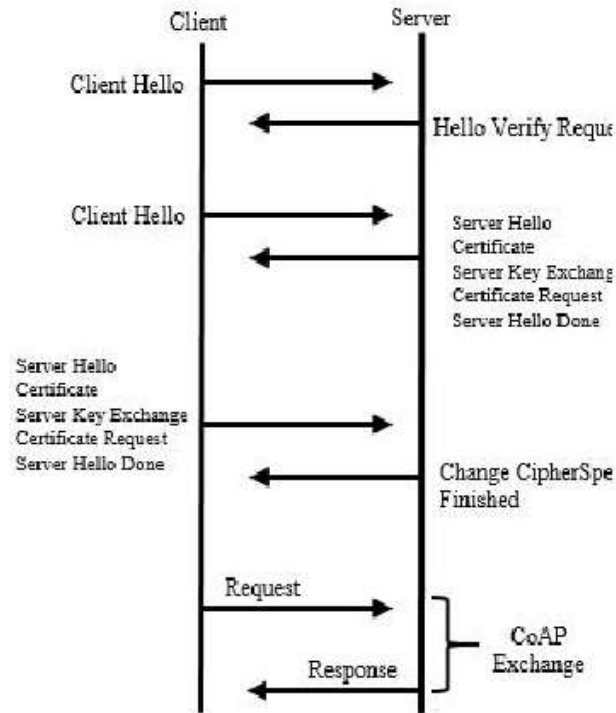 Client
Server
Client Hello
Hello Verify Reque
Client Hello
Server Hello
Certificate
Server Key Exchang
Certificate Request
Server Hello Done
Server Hello
Certificate
Server Key Exchange
Certificate Request
Server Hello Done
Change CipherSpe
Finished
Request
CoAP
Exchange
Response